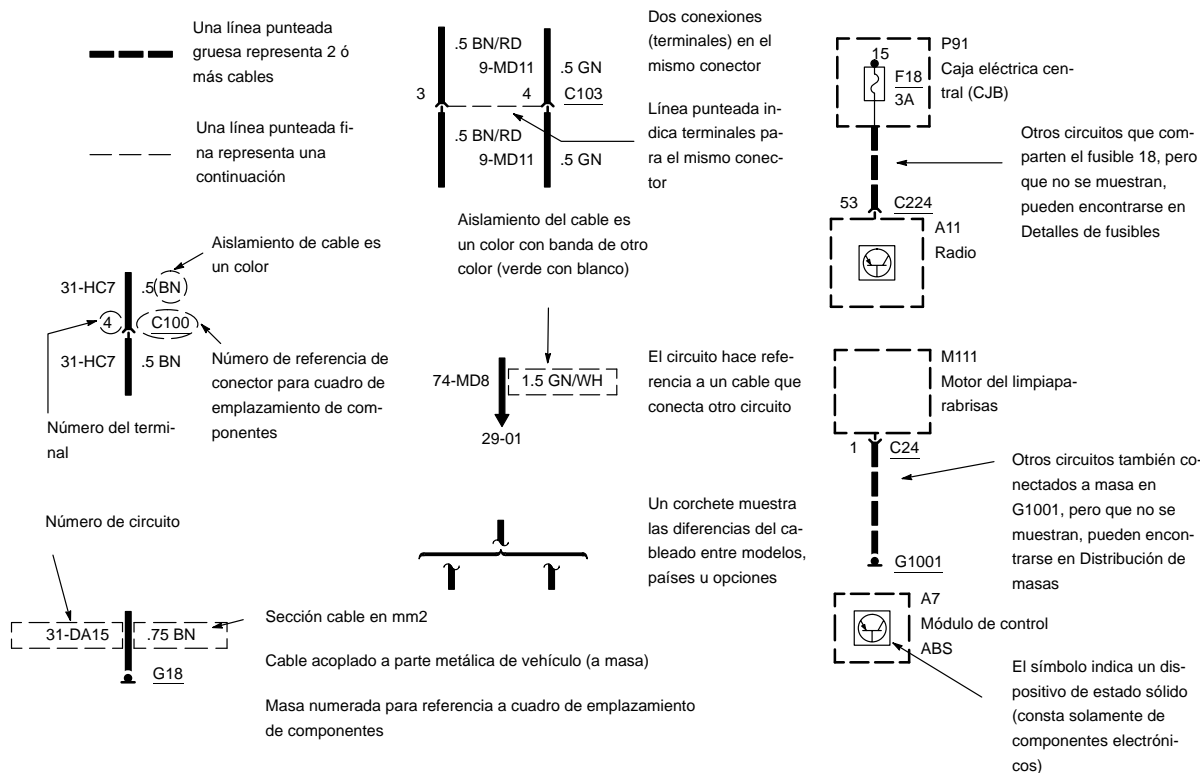 Una línea punteada
gruesa representa 2 ó
más cables
Una línea punteada fi-
na representa una
continuación
.5 BN/RD
9-MD11
.5 GN
3
4
C103
.5 BN/RD
9-MD11
.5 GN
Dos conexiones
(terminales) en el
mismo conector
Línea punteada in-
dica terminales pa-
ra el mismo conec-
tor
P91
Caja eléctrica cen-
tral (CJB)
15
F18
3A
Otros circuitos que com-
parten el fusible 18, pero
que no se muestran,
pueden encontrarse en
Detalles de fusibles
53
C224
A11
Radio
Aislamiento de cable es
un color
31-HC7
.5 BN
4
C100
31-HC7
.5 BN
Número de referencia de
conector para cuadro de
emplazamiento de com-
ponentes
Número del termi-
nal
Aislamiento del cable es
un color con banda de otro
color (verde con blanco)
74-MD8
1.5 GN/WH
29-01
El circuito hace refe-
rencia a un cable que
conecta otro circuito
M111
Motor del limpiapa-
rabrisas
1
C24
Otros circuitos también co-
nectados a masa en
G1001, pero que no se
muestran, pueden encon-
trarse en Distribución de
masas
G1001
Número de circuito
31-DA15
.75 BN
G18
Sección cable en mm2
Cable acoplado a parte metálica de vehículo (a masa)
Masa numerada para referencia a cuadro de emplazamiento
de componentes
Un corchete muestra
las diferencias del ca-
bleado entre modelos,
países u opciones
A7
Módulo de control
ABS
El símbolo indica un dis-
positivo de estado sólido
(consta solamente de
componentes electróni-
cos)